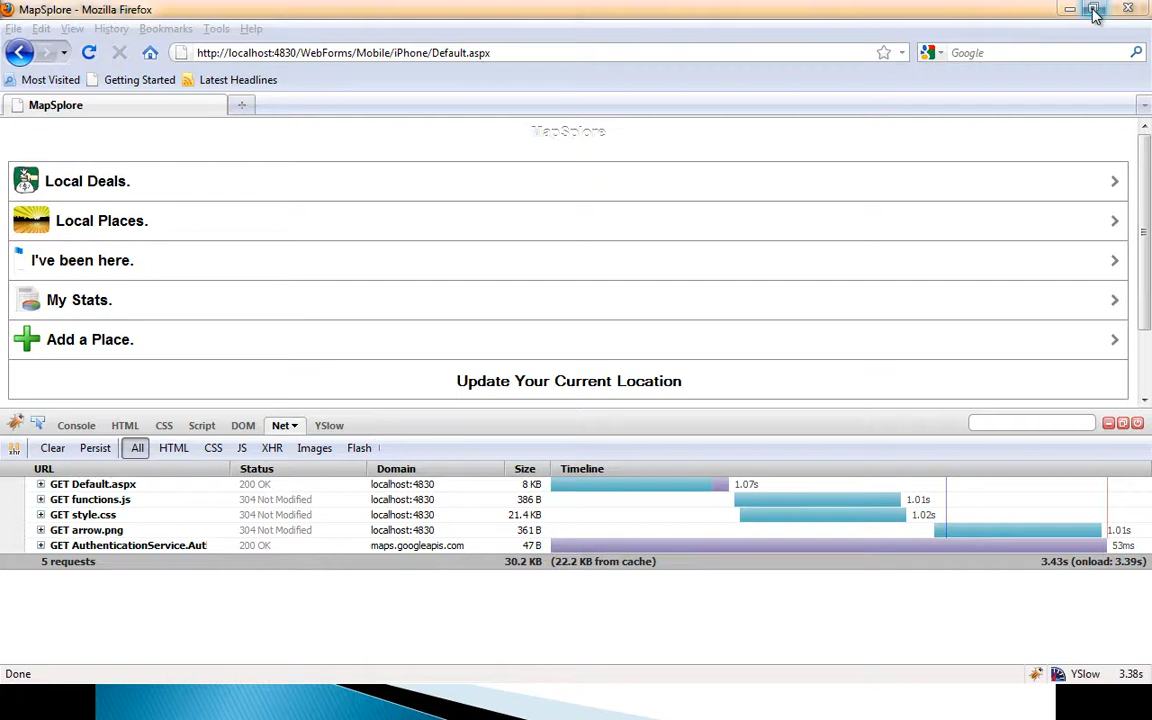 MapSplore - Mozilla Firefox
File Edit View History Bookmarks Tools Help
http://localhost:4830/WebForms/Mobile/iPhone/Default.aspx Google
Most Visited Getting Started Latest Headlines
MapSplore
MapSplore
Local Deals.
Local Places.
I've been here.
My Stats.
Add a Place.
Update Your Current Location
Console HTML CSS Script DOM Net YSlow
xhr Clear Persist All HTML CSS JS XHR Images Flash
URL Status Domain Size Timeline
GET Default.aspx 200 OK localhost:4830 8 KB 1.07s
GET functions.js 304 Not Modified localhost:4830 386 B 1.01s
GET style.css 304 Not Modified localhost:4830 21.4 KB 1.02s
GET arrow.png 304 Not Modified localhost:4830 361 B 1.01s
GET AuthenticationService.Aut 200 OK maps.googleapis.com 47 B 53ms
5 requests 30.2 KB (22.2 KB from cache) 3.43s (onload: 3.39s)
Done YSlow 3.38s